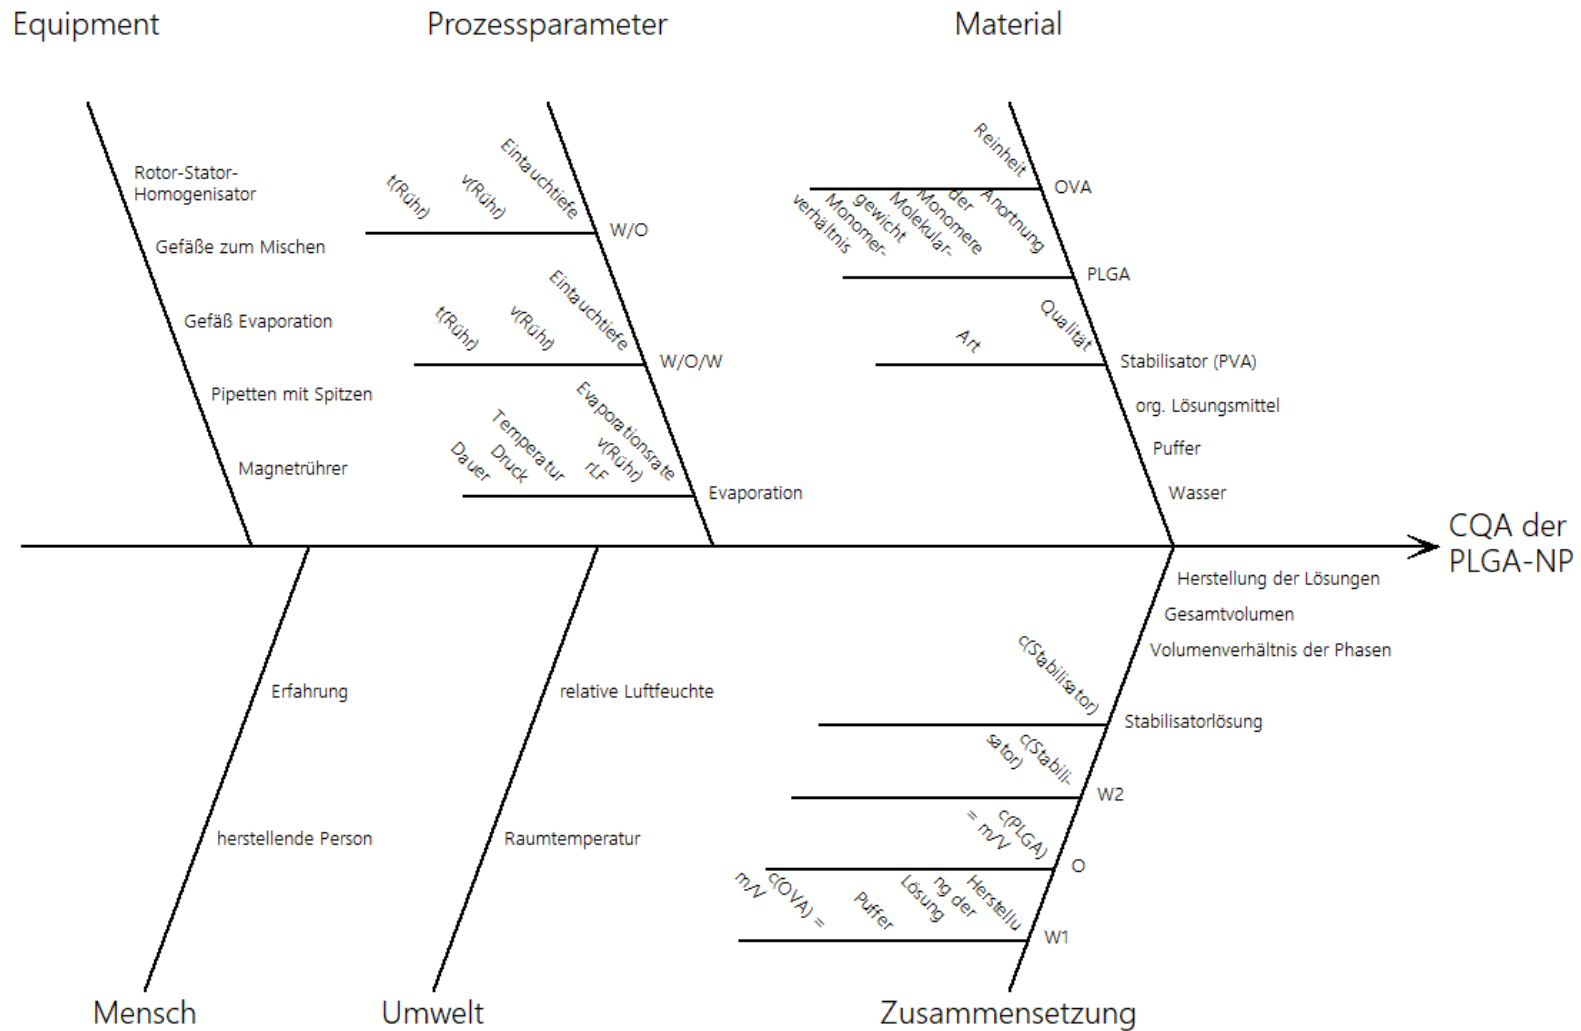 Equipment
Prozessparameter
Material
Rotor-Stator-
Homogenisator
Gefäße zum Mischen
Gefäß Evaporation
Pipetten mit Spitzen
Magnetrührer
t(Rühr)
v(Rühr)
Eintauchtiefe
W/O
t(Rühr)
v(Rühr)
Eintauchtiefe
W/O/W
Dauer
Druck
Temperatur
rLF
v(Rühr)
Evaporationsrate
Evaporation
Reinheit
OVA
Monomer-
verhältnis
Molekular-
gewicht
Anortnung
der
Monomere
PLGA
Art
Qualität
Stabilisator (PVA)
org. Lösungsmittel
Puffer
Wasser
CQA der
PLGA-NP
Herstellung der Lösungen
Gesamtvolumen
Volumenverhältnis der Phasen
c(Stabilisator)
Stabilisatorlösung
c(Stabili-
sator)
W2
c(PLGA)
= m/V
O
c(OVA) =
m/V
Puffer
Herstellu
ng der
Lösung
W1
Erfahrung
herstellende Person
relative Luftfeuchte
Raumtemperatur
Mensch
Umwelt
Zusammensetzung